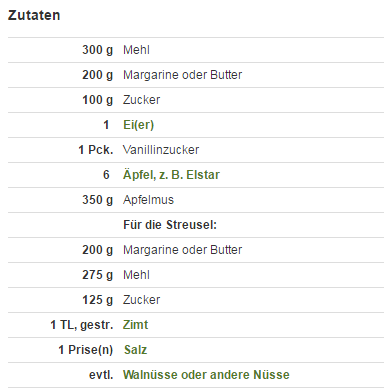 Zutaten
300 g Mehl
200 g Margarine oder Butter
100 g Zucker
1 Ei(er)
1 Pck. Vanillinzucker
6 Äpfel, z. B. Elstar
350 g Apfelmus
Für die Streusel:
200 g Margarine oder Butter
275 g Mehl
125 g Zucker
1 TL, gestr. Zimt
1 Prise(n) Salz
evtl. Walnüsse oder andere Nüsse